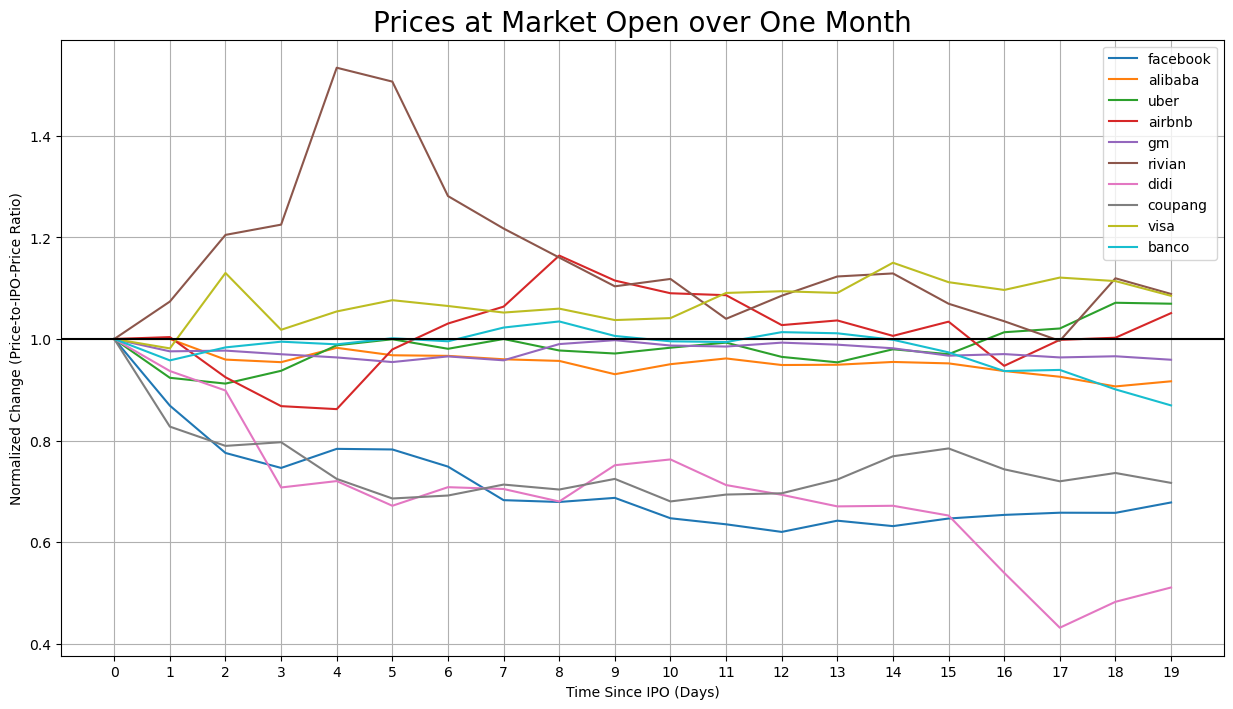 Prices at Market Open over One Month
Normalized Change (Price-to-IPO-Price Ratio)
1.4
1.2
1.0
0.8
0.6
0.4
facebook
alibaba
uber
airbnb
gm
rivian
didi
coupang
visa
banco
0 1 2 3 4 5 6 7 8 9 10 11 12 13 14 15 16 17 18 19
Time Since IPO (Days)